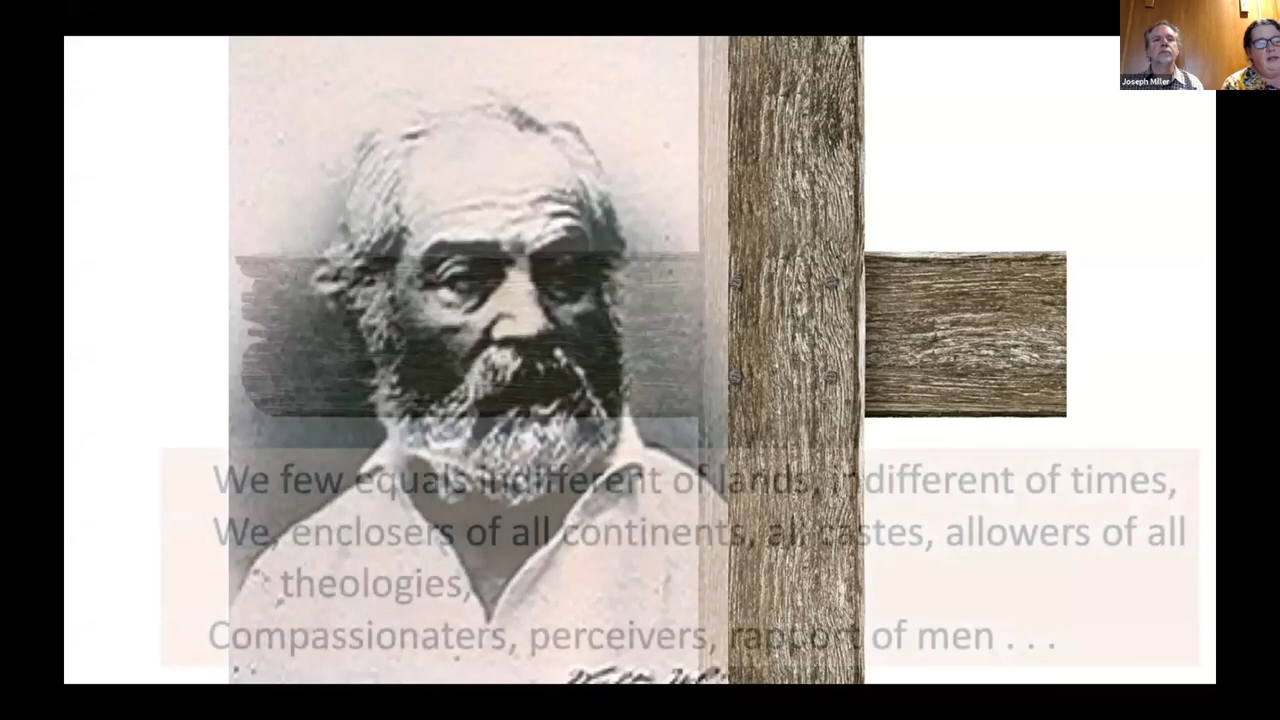 Joseph Miller
We few equals indifferent of lands, indifferent of times,
We, enclosers of all continents, all castes, allowers of all
theologies,
Compassionaters, perceivers, rapport of men . . .